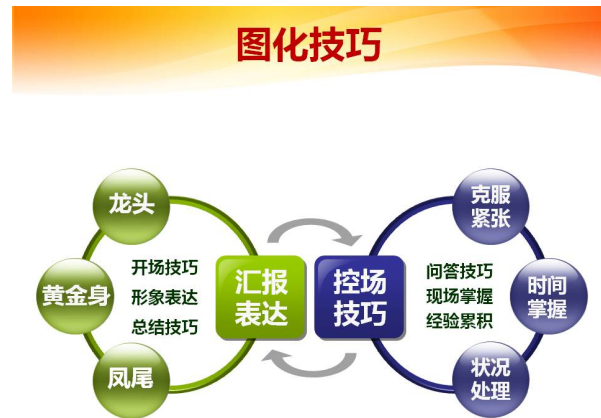 图化技巧
龙头
黄金身
凤尾
开场技巧
形象表达
总结技巧
汇报
表达
控场
技巧
问答技巧
现场掌握
经验累积
克服
紧张
时间
掌握
状况
处理